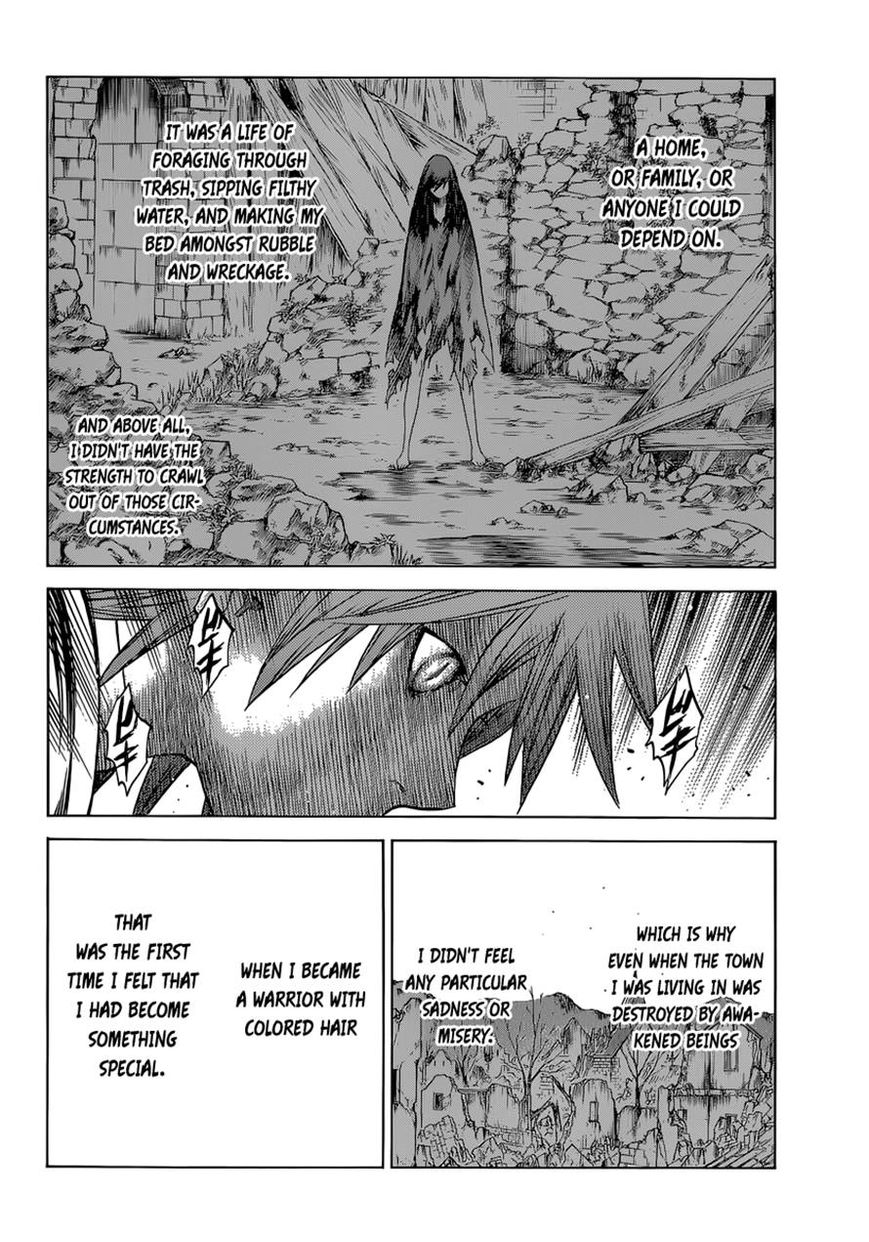 A HOME,
OR FAMILY, OR
ANYONE I COULD
DEPEND ON.
IT WAS A LIFE OF
FORAGING THROUGH
TRASH, SIPPING FILTHY
WATER, AND MAKING MY
BED AMONGST RUBBLE
AND WRECKAGE.
AND ABOVE ALL,
I DIDN'T HAVE THE
STRENGTH TO CRAWL
OUT OF THOSE CIR-
CUMSTANCES.
ビキ
ビキ
ビキ
WHICH IS WHY
EVEN WHEN THE TOWN
I WAS LIVING IN WAS
DESTROYED BY AWA-
KENED BEINGS
I DIDN'T FEEL
ANY PARTICULAR
SADNESS OR
MISERY.
WHEN I BECAME
A WARRIOR WITH
COLORED HAIR
THAT
WAS THE FIRST
TIME I FELT THAT
I HAD BECOME
SOMETHING
SPECIAL.